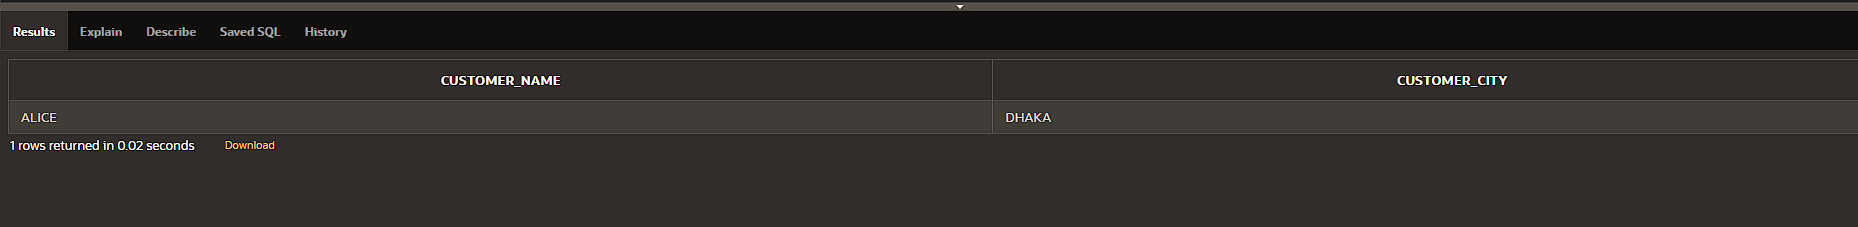 Results Explain Describe Saved SQL History
CUSTOMER_NAME CUSTOMER_CITY
ALICE DHAKA
1 rows returned in 0.02 seconds Download